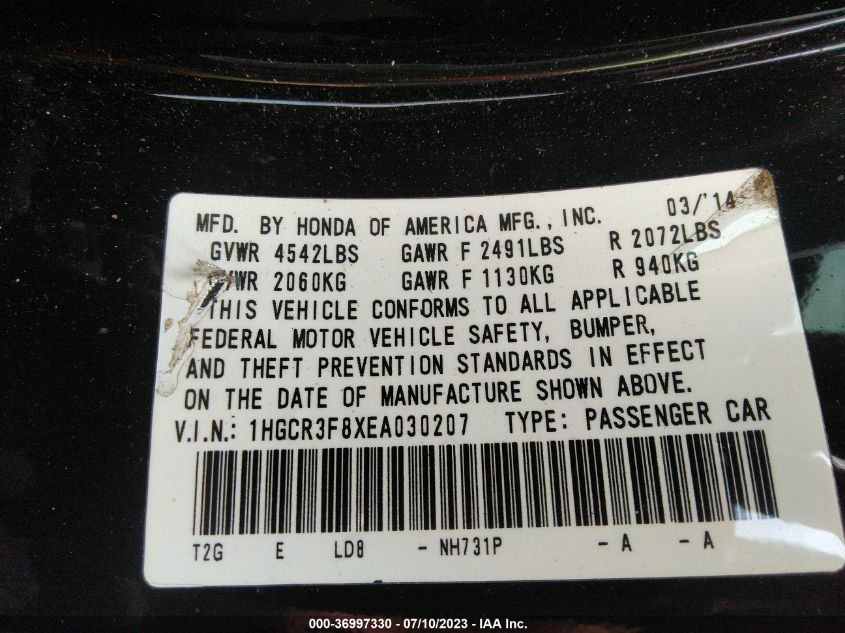 MFD. BY HONDA OF AMERICA MFG., INC. 03/'14
GVWR 4542LBS GAWR F 2491LBS R 2072LBS
GVWR 2060KG GAWR F 1130KG R 940KG
THIS VEHICLE CONFORMS TO ALL APPLICABLE
FEDERAL MOTOR VEHICLE SAFETY, BUMPER,
AND THEFT PREVENTION STANDARDS IN EFFECT
ON THE DATE OF MANUFACTURE SHOWN ABOVE.
V.I.N.: 1HGCR3F8XEA030207 TYPE: PASSENGER CAR
T2G E LD8 - NH731P - A - A
000-36997330 - 07/10/2023 - IAA Inc.